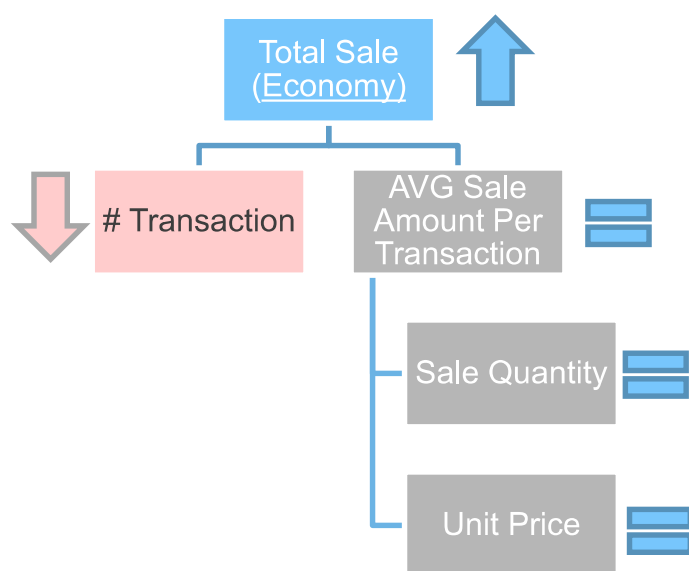 Total Sale
(Economy)
# Transaction
AVG Sale
Amount Per
Transaction
Sale Quantity
Unit Price